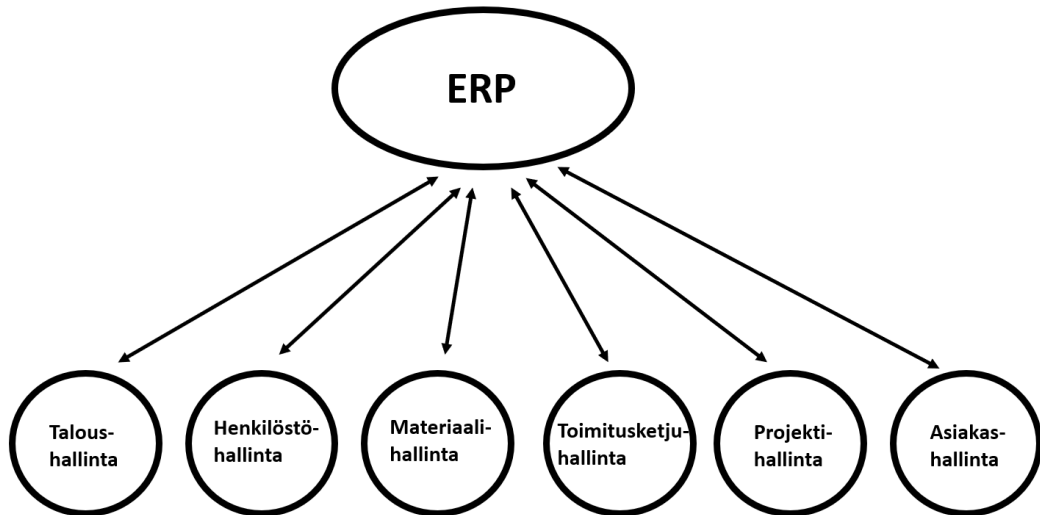 ERP
Talous-
hallinta
Henkilöstö-
hallinta
Materiaali-
hallinta
Toimitusketju-
hallinta
Projekti-
hallinta
Asiakas-
hallinta